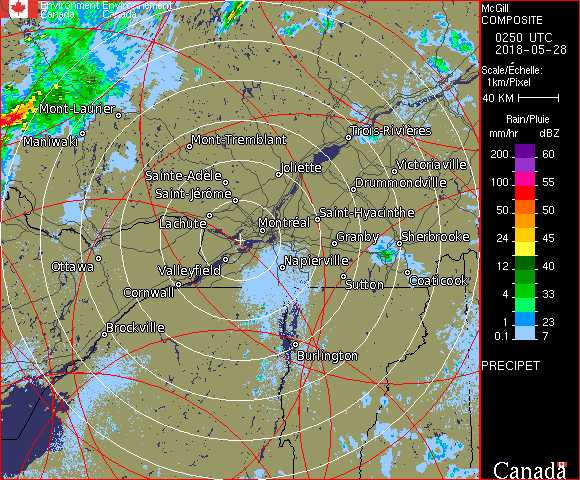 Environment Environnement
Canada Canada
McGill
COMPOSITE
0250 UTC
2018-05-28
Scale/Échelle:
1km/Pixel
40 KM
Rain/Pluie
mm/hr dBZ
200 60
100 55
50 50
24 45
12 40
4 33
1 23
0.1 7
PRECIPET
Canada
Mont-Laurier
Maniwaki
Mont-Tremblant
Trois-Rivières
Joliette
Victoriaville
Sainte-Adèle
Drummondville
Saint-Jérôme
Lachute
Saint-Hyacinthe
Montréal
Granby
Sherbrooke
Ottawa
Valleyfield
Napierville
Cornwall
Sutton
Coaticook
Brockville
Burlington